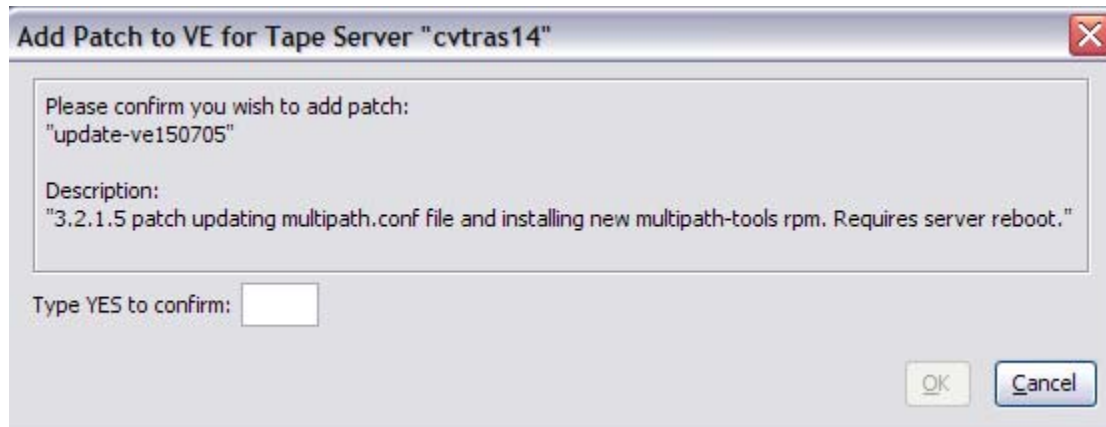 Add Patch to VE for Tape Server "cvtras14"
Please confirm you wish to add patch:
"update-ve150705"
Description:
"3.2.1.5 patch updating multipath.conf file and installing new multipath-tools rpm. Requires server reboot."
Type YES to confirm:
OK
Cancel